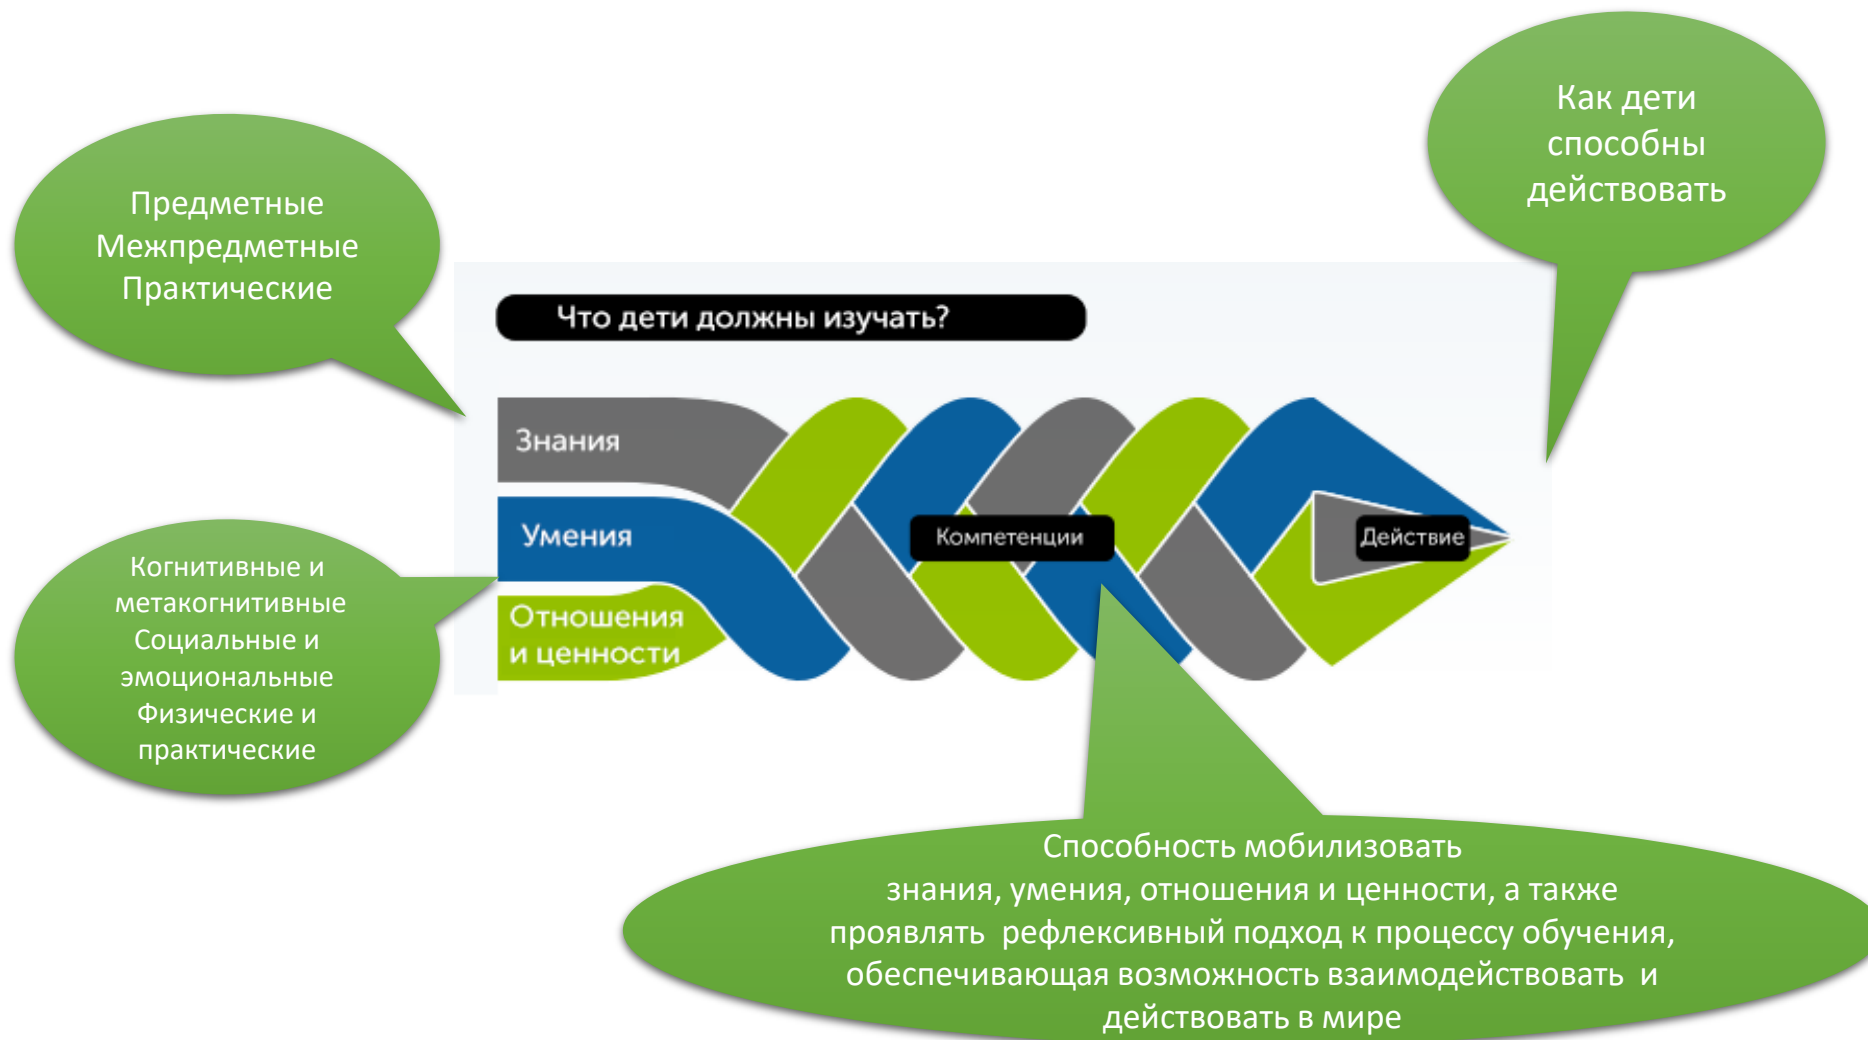 Как дети
способны
действовать
Предметные
Межпредметные
Практические
Что дети должны изучать?
Знания
Умения
Компетенции
Действие
Отношения
и ценности
Когнитивные и
метакогнитивные
Социальные и
эмоциональные
Физические и
практические
Способность мобилизовать
знания, умения, отношения и ценности, а также
проявлять рефлексивный подход к процессу обучения,
обеспечивающая возможность взаимодействовать и
действовать в мире